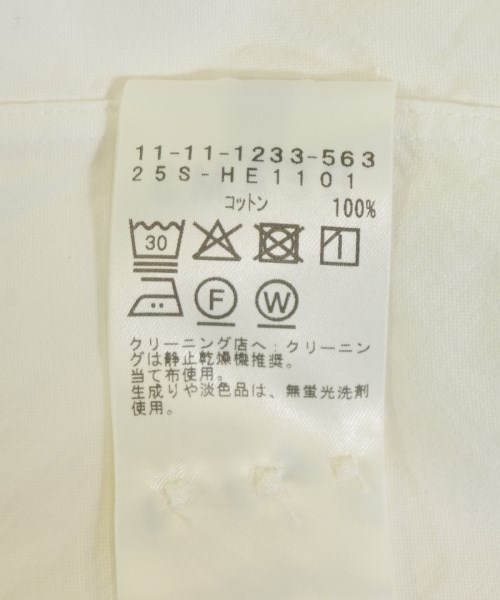 11-11-1233-563
25S-HE1101
コットン 100%
30
F W
クリーニング店へ：クリーニン
グは静止乾燥機推奨。
当て布使用。
生成りや淡色品は、無蛍光洗剤
使用。